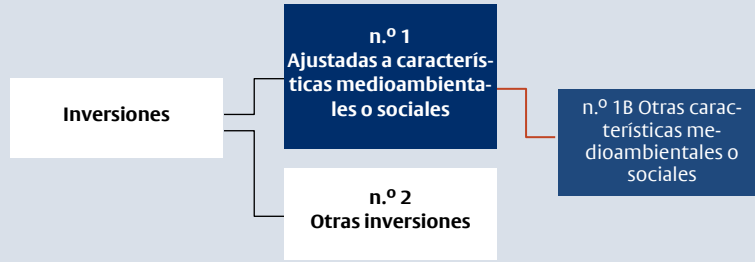 Inversiones
n.º 1
Ajustadas a caracterís-
ticas medioambienta-
les o sociales
n.º 1B Otras carac-
terísticas me-
dioambientales o
sociales
n.º 2
Otras inversiones